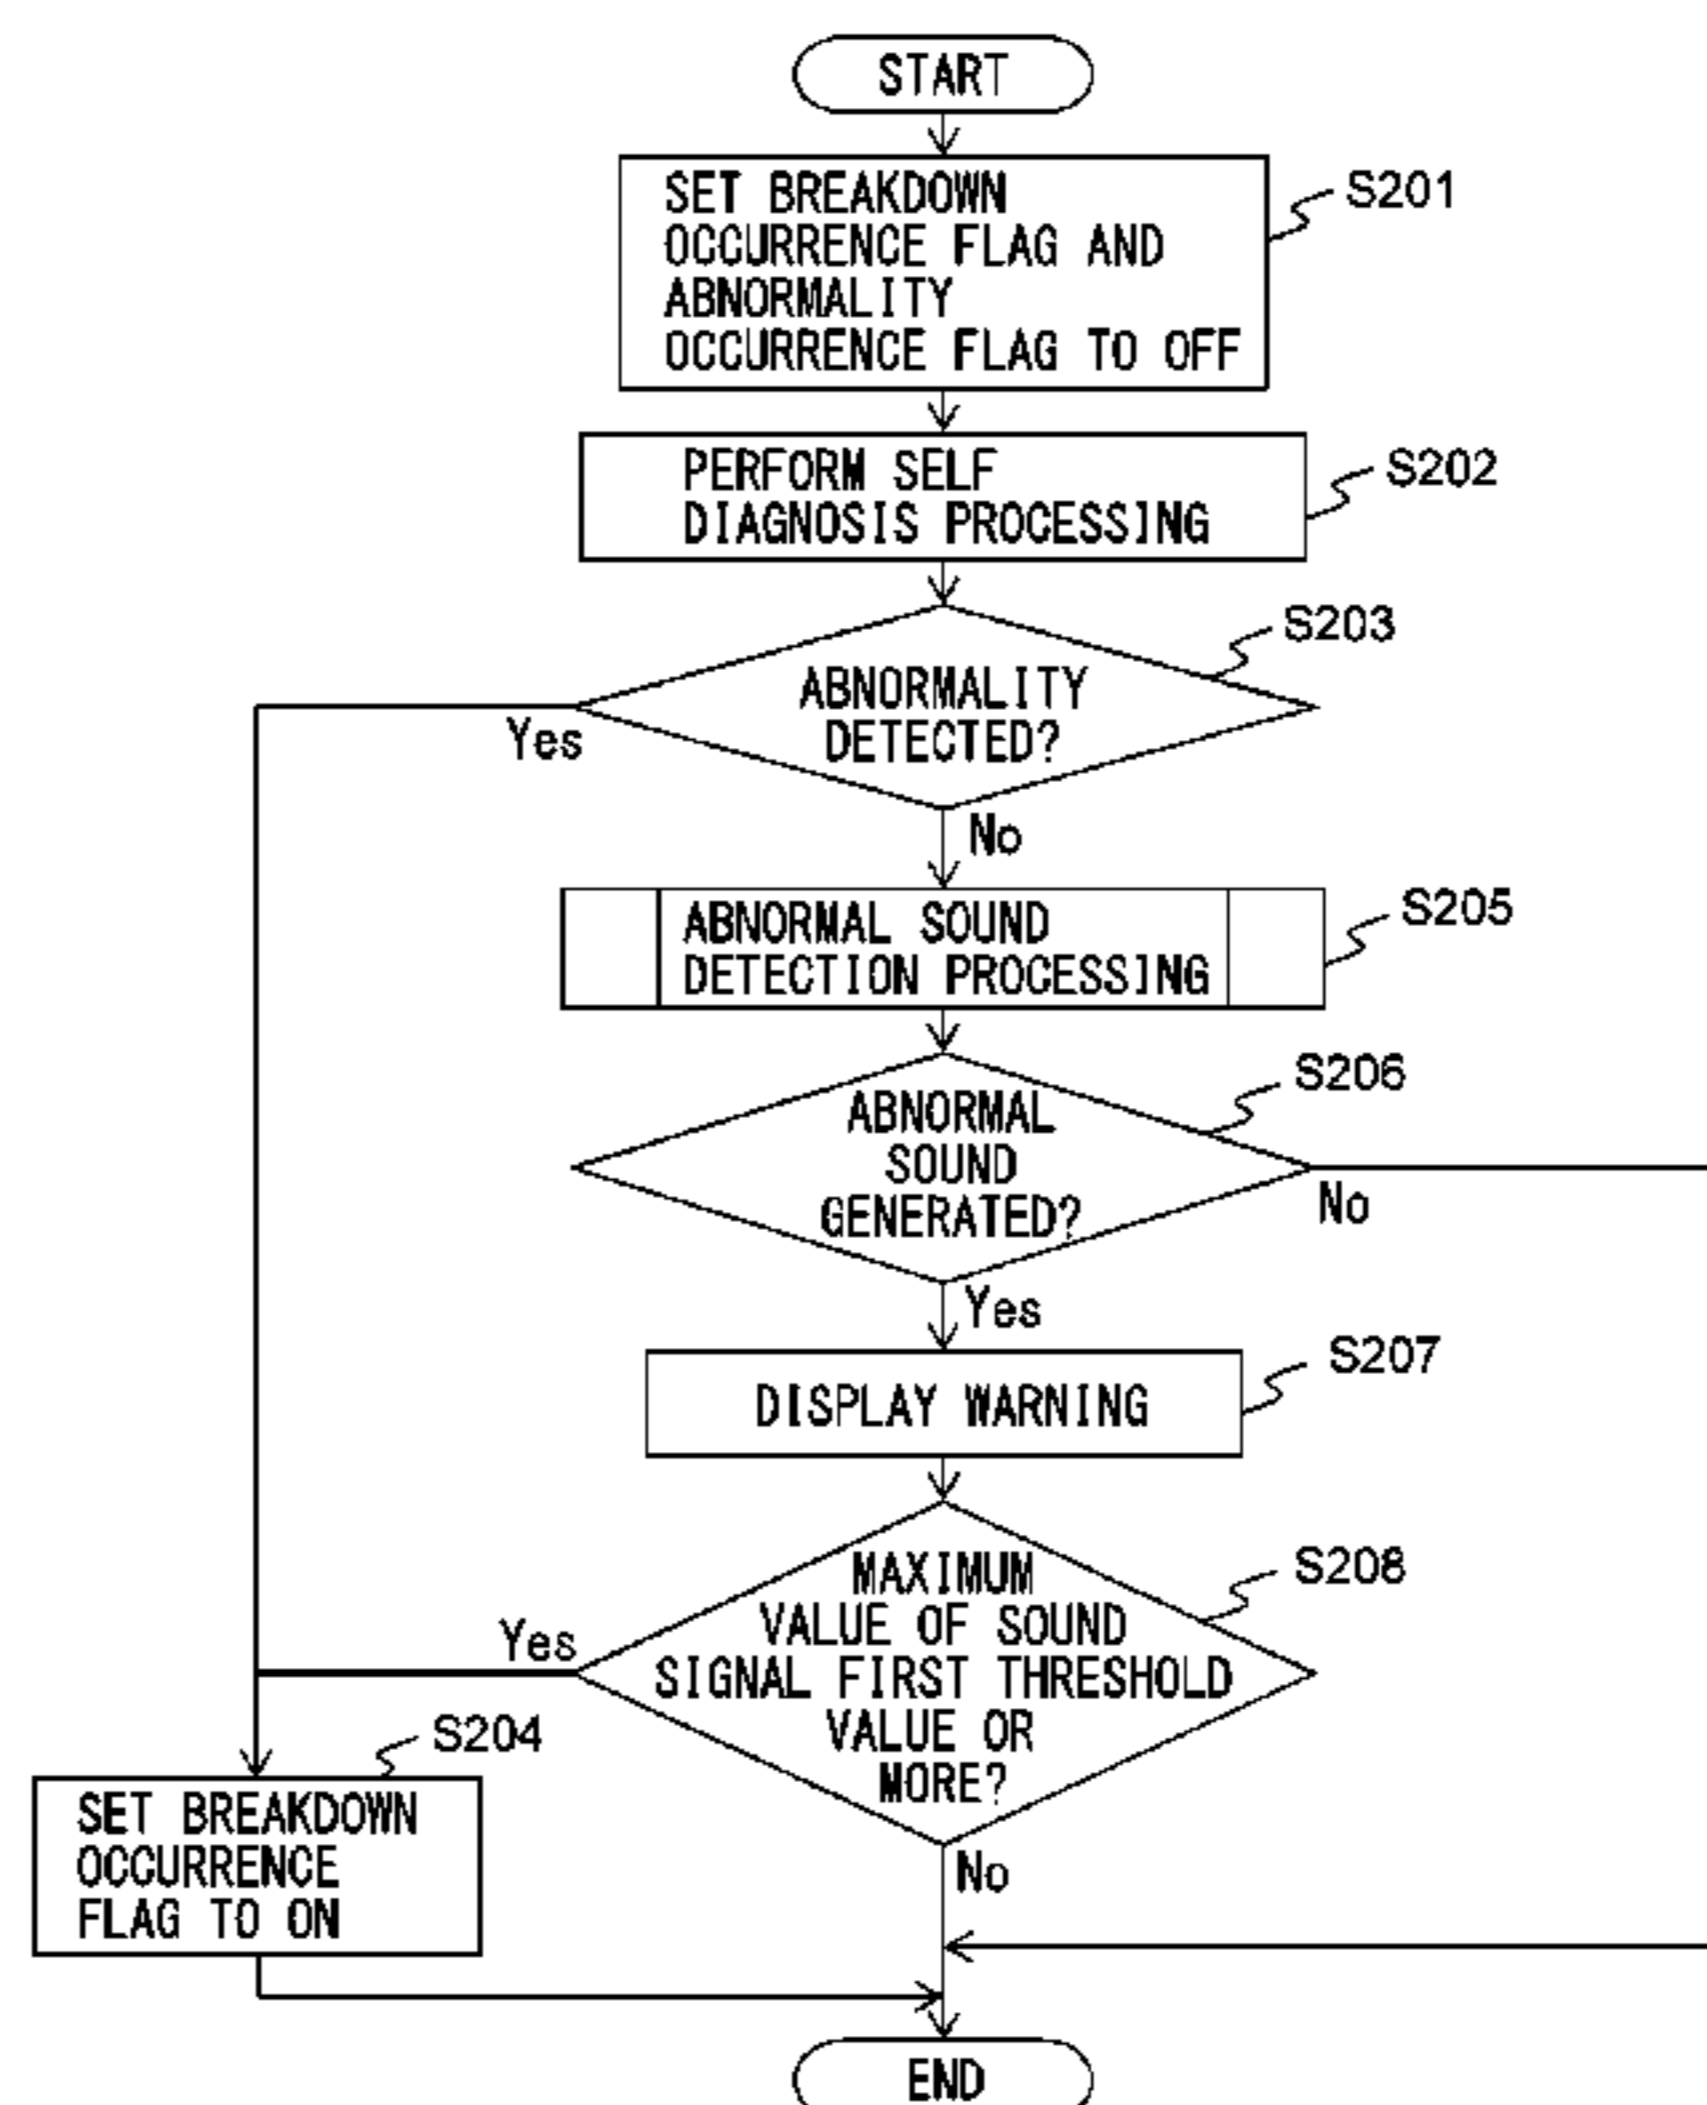 START
SET BREAKDOWN
OCCURRENCE FLAG AND
ABNORMALITY
OCCURRENCE FLAG TO OFF
S201
PERFORM SELF
DIAGNOSIS PROCESSING
S202
ABNORMALITY
DETECTED?
S203
Yes
No
ABNORMAL SOUND
DETECTION PROCESSING
S205
ABNORMAL
SOUND
GENERATED?
S206
No
Yes
DISPLAY WARNING
S207
MAXIMUM
VALUE OF SOUND
SIGNAL FIRST THRESHOLD
VALUE OR
MORE?
S208
Yes
No
S204
SET BREAKDOWN
OCCURRENCE
FLAG TO ON
END